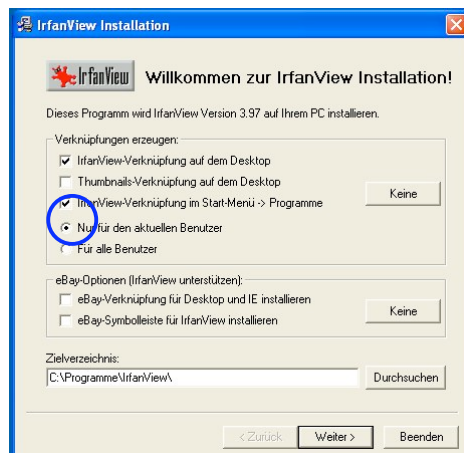 IrfanView Installation
IrfanView Willkommen zur IrfanView Installation!
Dieses Programm wird IrfanView Version 3.97 auf Ihrem PC installieren.
Verknüpfungen erzeugen:
IrfanView-Verknüpfung auf dem Desktop
Thumbnails-Verknüpfung auf dem Desktop
Keine
IrfanView-Verknüpfung im Start-Menü -> Programme
Nur für den aktuellen Benutzer
Für alle Benutzer
eBay-Optionen (IrfanView unterstützen):
eBay-Verknüpfung für Desktop und IE installieren
Keine
eBay-Symbolleiste für IrfanView installieren
Zielverzeichnis:
C:\Programme\IrfanView\ Durchsuchen
< Zurück Weiter > Beenden